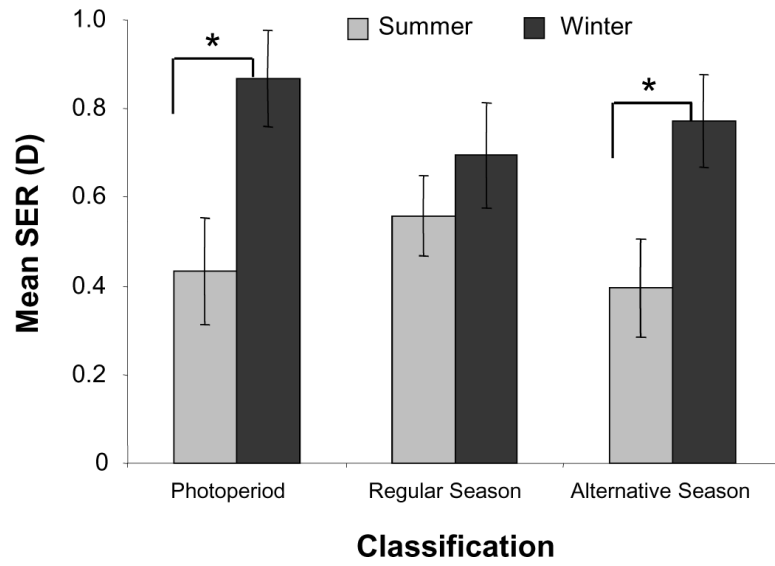 Summer Winter
*
*
Mean SER (D)
1.0
0.8
0.6
0.4
0.2
0
Photoperiod Regular Season Alternative Season
Classification